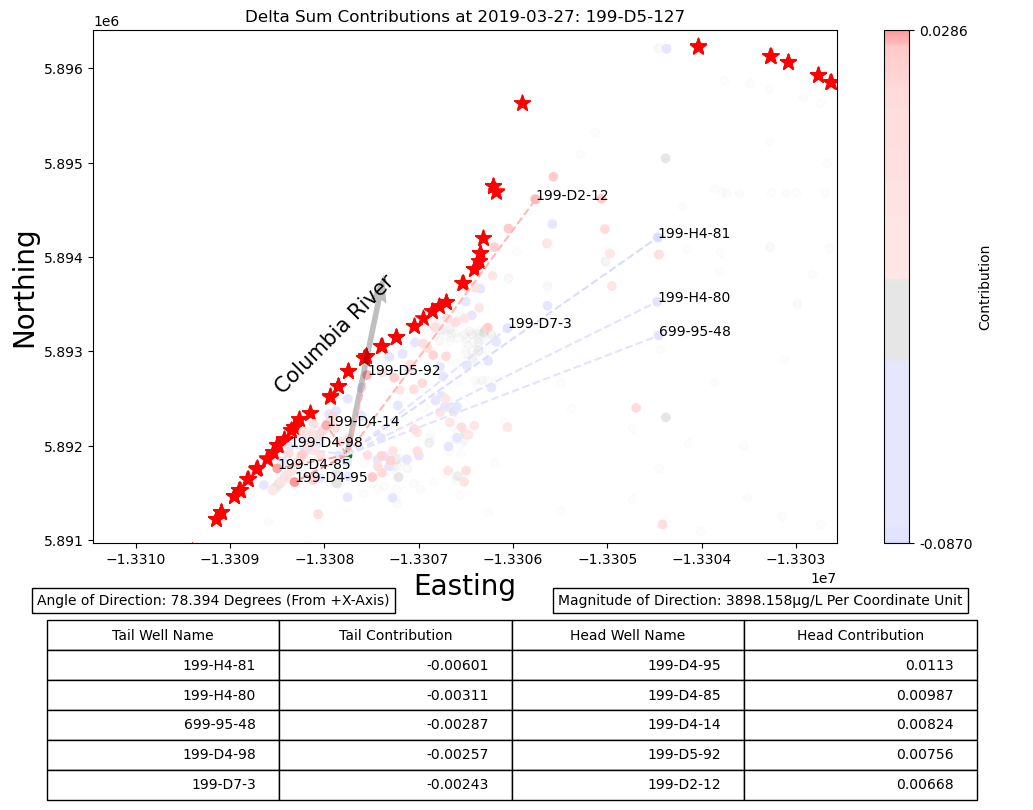 Delta Sum Contributions at 2019-03-27: 199-D5-127
1e6
0.0286
5.896
5.895
5.894
5.893
5.892
5.891
Northing
199-D2-12
199-H4-81
199-H4-80
199-D7-3
699-95-48
Columbia River
199-D5-92
199-D4-14
199-D4-98
199-D4-85
199-D4-95
Contribution
-0.0870
−1.3310 −1.3309 −1.3308 −1.3307 −1.3306 −1.3305 −1.3304 −1.3303
1e7
Easting
Angle of Direction: 78.394 Degrees (From +X-Axis) Magnitude of Direction: 3898.158μg/L Per Coordinate Unit
Tail Well Name Tail Contribution Head Well Name Head Contribution
199-H4-81 -0.00601 199-D4-95 0.0113
199-H4-80 -0.00311 199-D4-85 0.00987
699-95-48 -0.00287 199-D4-14 0.00824
199-D4-98 -0.00257 199-D5-92 0.00756
199-D7-3 -0.00243 199-D2-12 0.00668